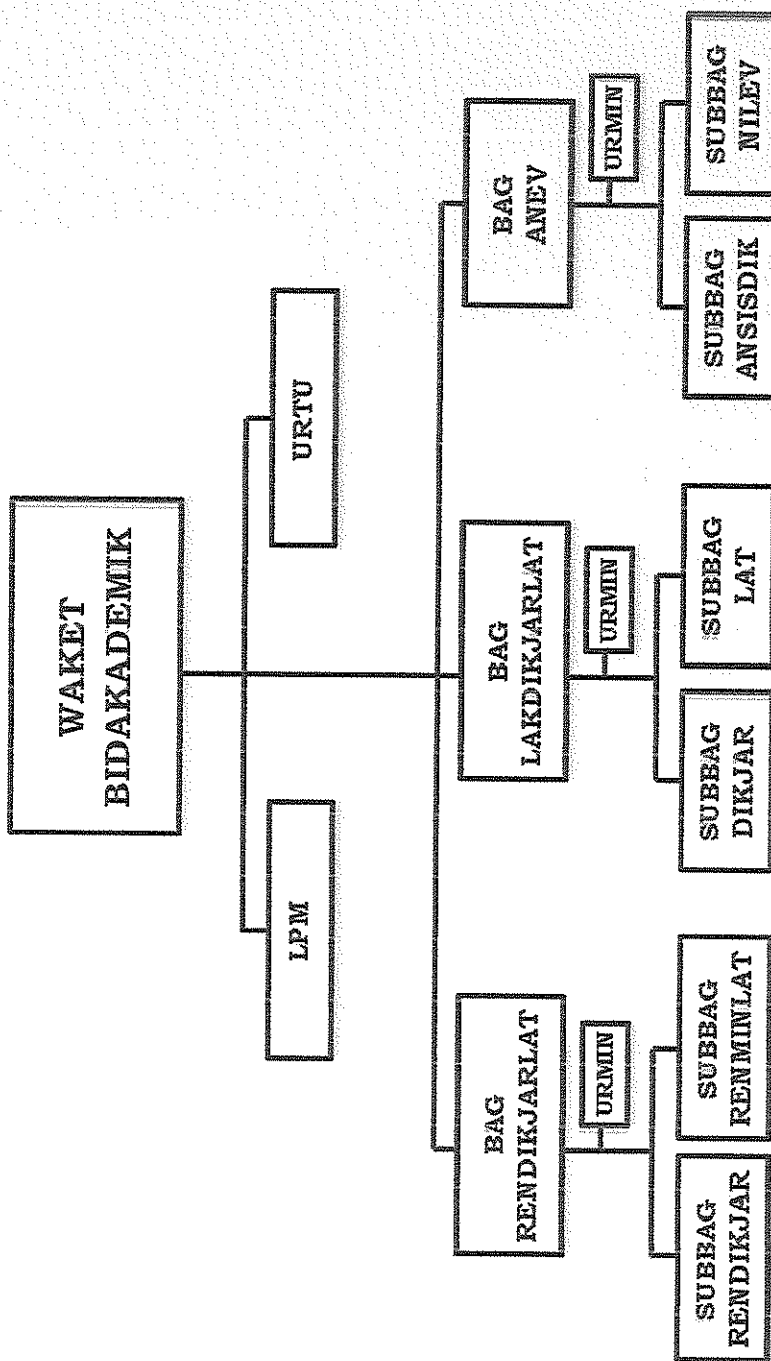 WAKET
BIDAKADEMIK
LPM
URTU
BAG
RENDIKJARLAT
BAG
LAKDIKJARLAT
BAG
ANEV
URMIN
URMIN
URMIN
SUBBAG
RENDIKJAR
SUBBAG
RENMINLAT
SUBBAG
DIKJAR
SUBBAG
LAT
SUBBAG
ANSISDIK
SUBBAG
NILEV